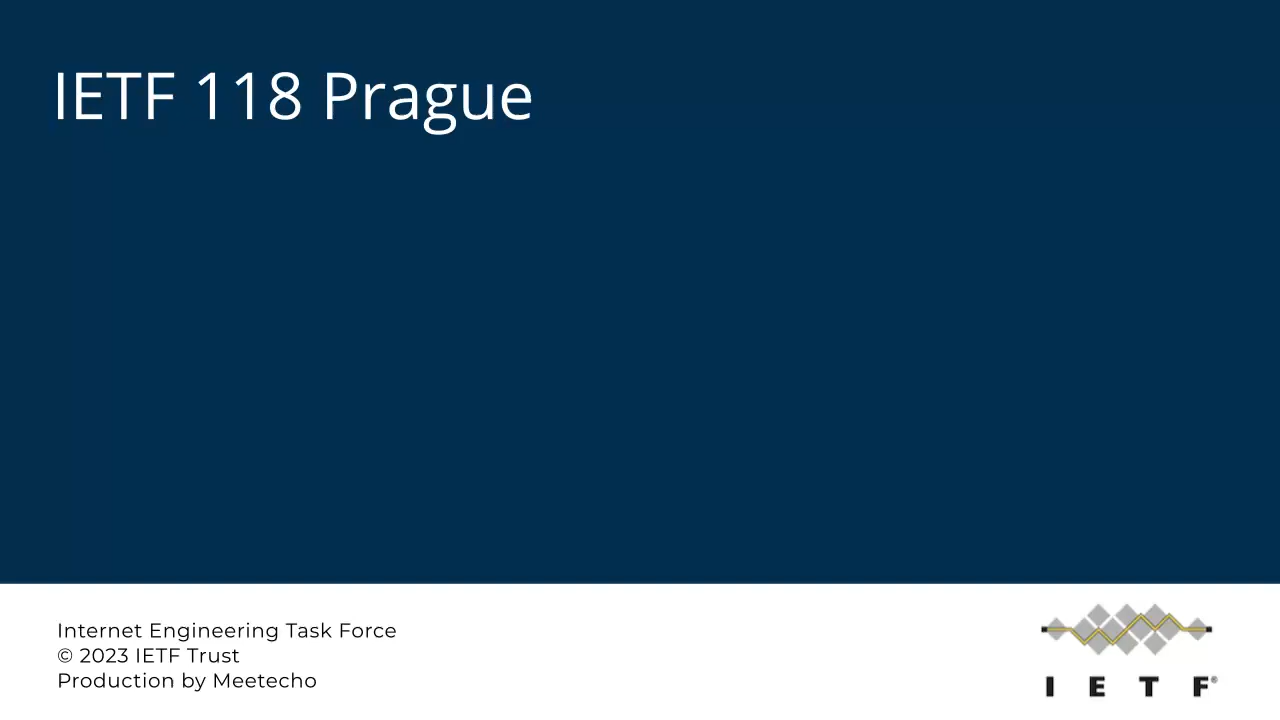 IETF 118 Prague
Internet Engineering Task Force
© 2023 IETF Trust
Production by Meetecho
I E T F®